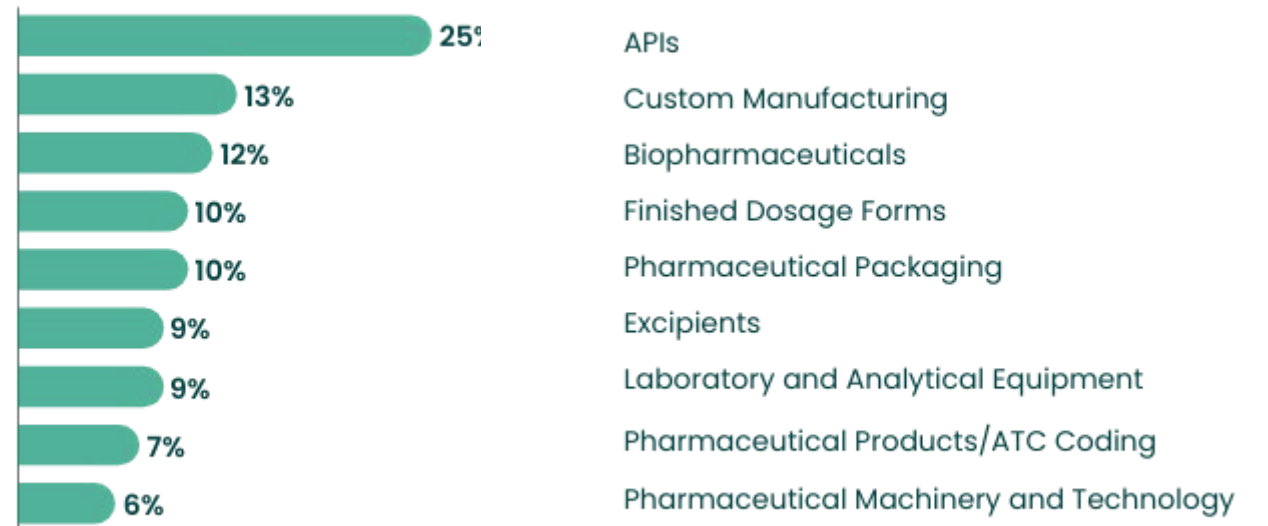 25% APIs
13% Custom Manufacturing
12% Biopharmaceuticals
10% Finished Dosage Forms
10% Pharmaceutical Packaging
9% Excipients
9% Laboratory and Analytical Equipment
7% Pharmaceutical Products/ATC Coding
6% Pharmaceutical Machinery and Technology